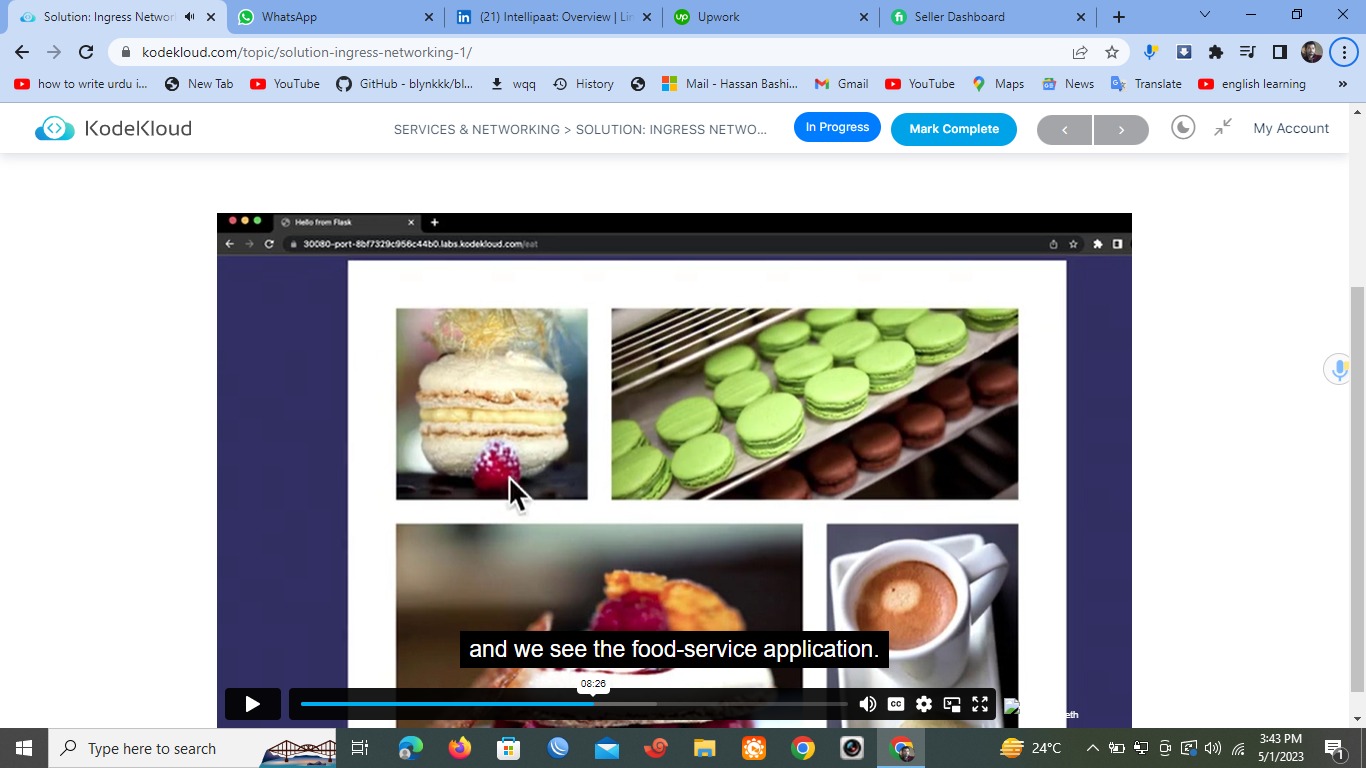 Solution: Ingress Networ
WhatsApp
(21) Intellipaat: Overview | Lin
Upwork
Seller Dashboard
kodekloud.com/topic/solution-ingress-networking-1/
how to write urdu i...
New Tab
YouTube
GitHub - blynkkk/bl...
wqq
History
Mail - Hassan Bashi...
Gmail
YouTube
Maps
News
Translate
english learning
»
KodeKloud
SERVICES & NETWORKING > SOLUTION: INGRESS NETWO...
In Progress
Mark Complete
<
>
My Account
Hello from Flask
30080-port-8bf7329c956c44b0.labs.kodekloud.com/eat
and we see the food-service application.
08:26
CC
eth
Type here to search
24°C
3:43 PM
5/1/2023
1